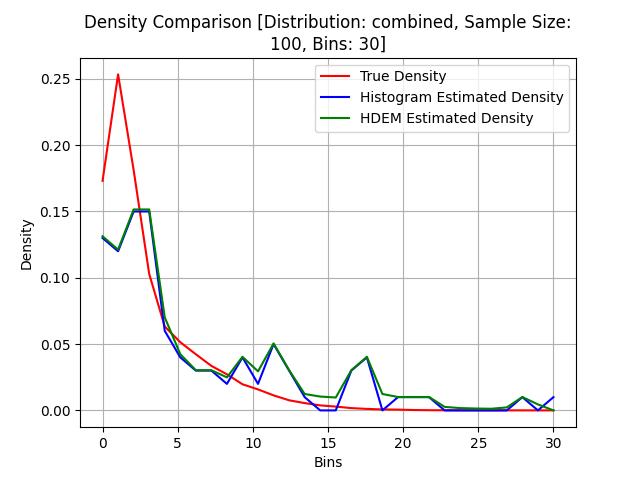 Density Comparison [Distribution: combined, Sample Size:
100, Bins: 30]
True Density
Histogram Estimated Density
HDEM Estimated Density
Density
0.25
0.20
0.15
0.10
0.05
0.00
0 5 10 15 20 25 30
Bins